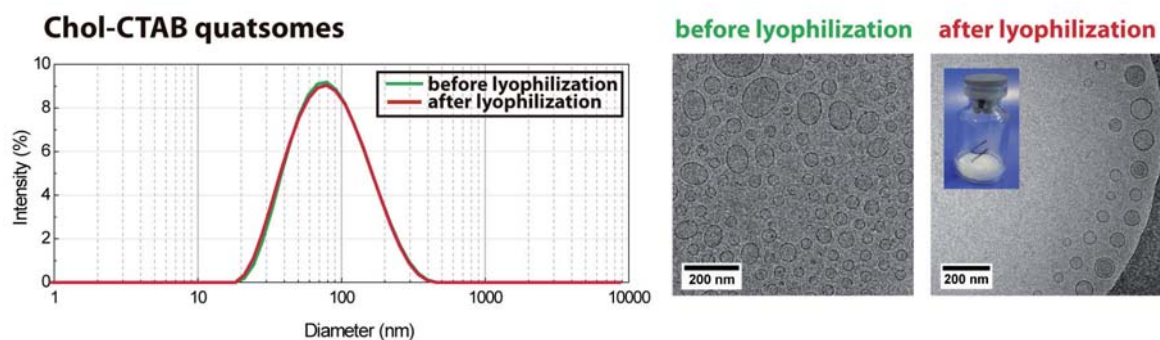 Chol-CTAB quatsomes
before lyophilization
after lyophilization
10
8
6
4
2
0
Intensity (%)
1
10
100
1000
10000
Diameter (nm)
before lyophilization
200 nm
after lyophilization
200 nm